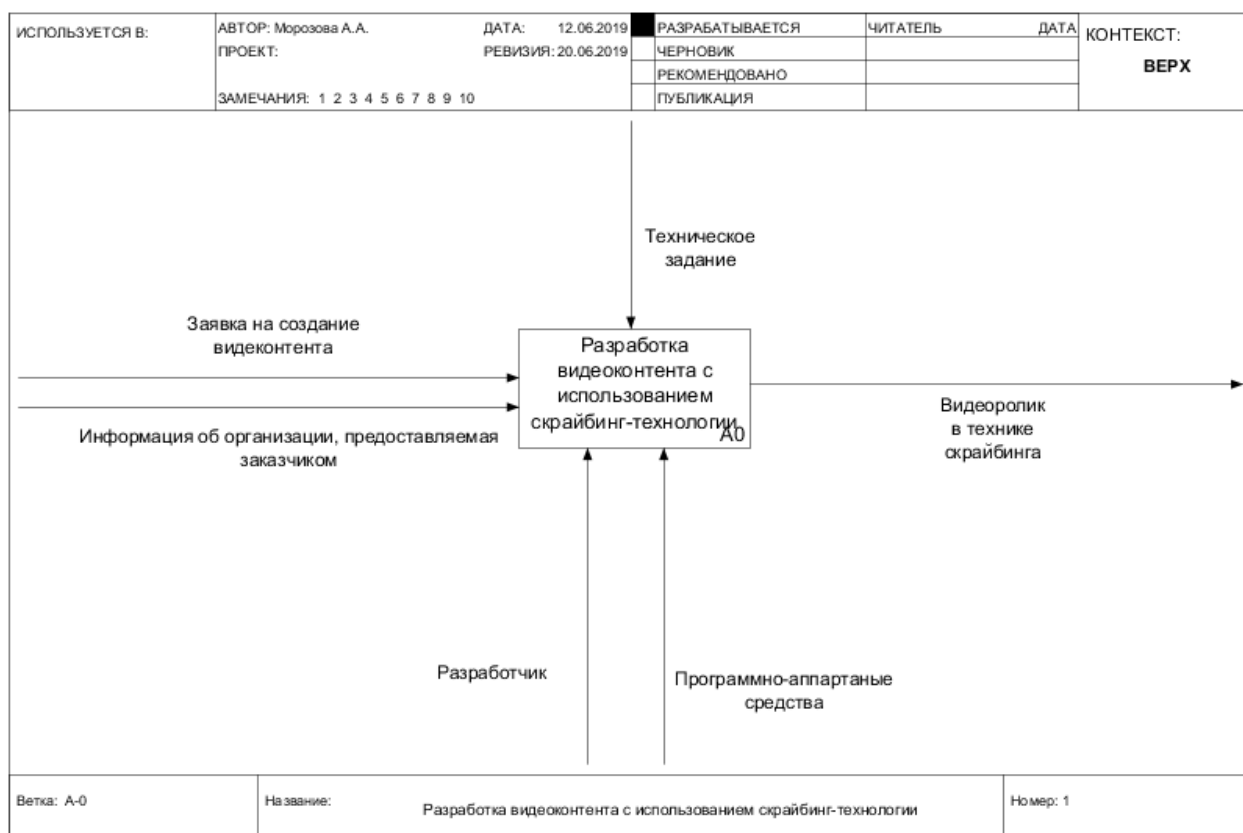 ИСПОЛЬЗУЕТСЯ В:
АВТОР: Морозова А.А.
ДАТА: 12.06.2019
ПРОЕКТ:
РЕВИЗИЯ: 20.06.2019
ЗАМЕЧАНИЯ: 1 2 3 4 5 6 7 8 9 10
РАЗРАБАТЫВАЕТСЯ
ЧЕРНОВИК
РЕКОМЕНДОВАНО
ПУБЛИКАЦИЯ
ЧИТАТЕЛЬ ДАТА
КОНТЕКСТ:
ВЕРХ
Техническое
задание
Заявка на создание
видеконтента
Информация об организации, предоставляемая
заказчиком
Разработка
видеоконтента с
использованием
скрайбинг-технологии
A0
Видеоролик
в технике
скрайбинга
Разработчик
Программно-аппартаные
средства
Ветка: A-0
Название:
Разработка видеоконтента с использованием скрайбинг-технологии
Номер: 1